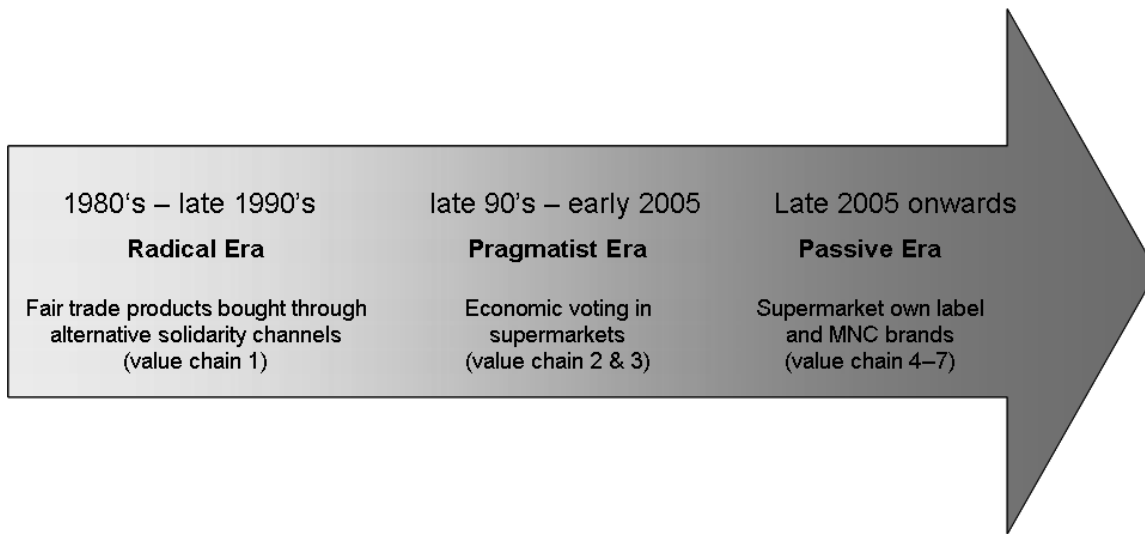 1980‘s – late 1990’s
Radical Era
Fair trade products bought through
alternative solidarity channels
(value chain 1)
late 90’s – early 2005
Pragmatist Era
Economic voting in
supermarkets
(value chain 2 & 3)
Late 2005 onwards
Passive Era
Supermarket own label
and MNC brands
(value chain 4–7)